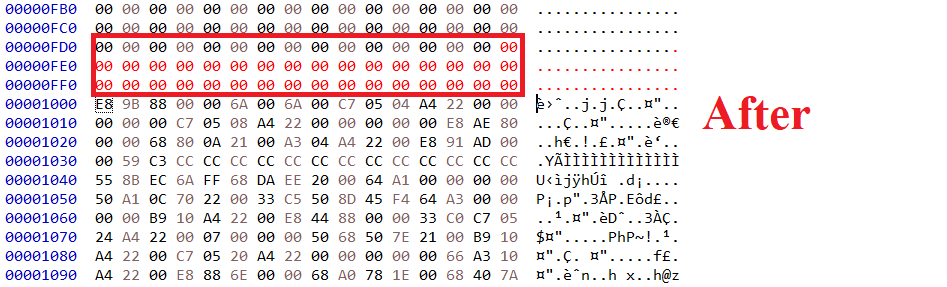 00000FB0 00 00 00 00 00 00 00 00 00 00 00 00 00 00 00 00 ................
00000FC0 00 00 00 00 00 00 00 00 00 00 00 00 00 00 00 00 ................
00000FD0 00 00 00 00 00 00 00 00 00 00 00 00 00 00 00 00 ................
00000FE0 00 00 00 00 00 00 00 00 00 00 00 00 00 00 00 00 ................
00000FF0 00 00 00 00 00 00 00 00 00 00 00 00 00 00 00 00 ................
00001000 E8 9B 88 00 00 6A 00 6A 00 C7 05 04 A4 22 00 00 è›ˆ..j.j.Ç..¤"..
After
00001010 00 00 00 C7 05 08 A4 22 00 00 00 00 00 E8 AE 80 ...Ç..¤".....è®€
00001020 00 00 68 80 0A 21 00 A3 04 A4 22 00 E8 91 AD 00 ..h€.!.£.¤".è‘­.
00001030 00 59 C3 CC CC CC CC CC CC CC CC CC CC CC CC CC .YÃÌÌÌÌÌÌÌÌÌÌÌÌÌ
00001040 55 8B EC 6A FF 68 DA EE 20 00 64 A1 00 00 00 00 U‹ìjÿhÚî .d¡....
00001050 50 A1 0C 70 22 00 33 C5 50 8D 45 F4 64 A3 00 00 P¡.p".3ÅP.Eôd£..
00001060 00 00 B9 10 A4 22 00 E8 44 88 00 00 33 C0 C7 05 ..¹.¤".èDˆ..3ÀÇ.
00001070 24 A4 22 00 07 00 00 00 50 68 50 7E 21 00 B9 10 $¤".....PhP~!.¹.
00001080 A4 22 00 C7 05 20 A4 22 00 00 00 00 00 66 A3 10 ¤".Ç. ¤".....f£.
00001090 A4 22 00 E8 88 6E 00 00 68 A0 78 1E 00 68 40 7A ¤".èˆn..h x..h@z